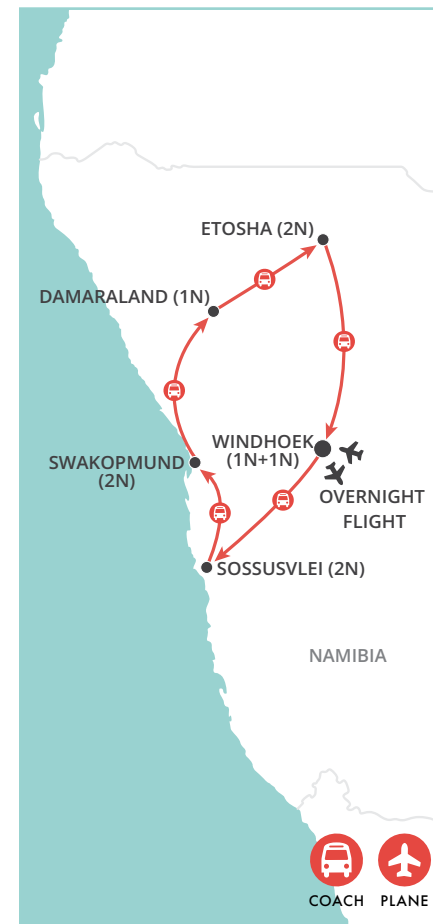 ETOSHA (2N)
DAMARALAND (1N)
WINDHOEK
(1N+1N)
SWAKOPMUND
(2N)
OVERNIGHT
FLIGHT
SOSSUSVLEI (2N)
NAMIBIA
COACH PLANE